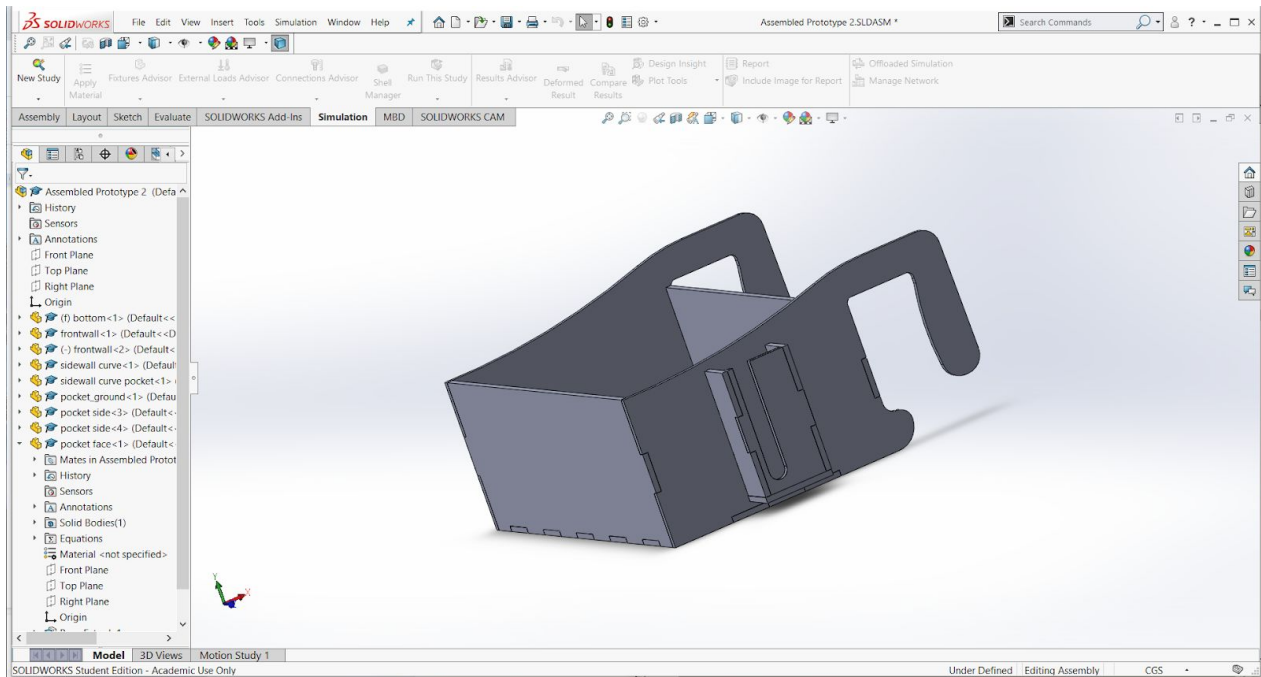 SOLIDWORKS File Edit View Insert Tools Simulation Window Help Assembled Prototype 2.SLDASM * Search Commands ?
New Study Apply Material Fixtures Advisor External Loads Advisor Connections Advisor Shell Manager Run This Study Results Advisor Deformed Result Compare Results Design Insight Plot Tools Report Include Image for Report Offloaded Simulation Manage Network
Assembly Layout Sketch Evaluate SOLIDWORKS Add-Ins Simulation MBD SOLIDWORKS CAM
Assembled Prototype 2 (Defa
History
Sensors
Annotations
Front Plane
Top Plane
Right Plane
Origin
(f) bottom<1> (Default<<
frontwall<1> (Default<<D
(-) frontwall<2> (Default<
sidewall curve<1> (Defaul
sidewall curve pocket<1>
pocket_ground<1> (Defau
pocket side<3> (Default<
pocket side<4> (Default<
pocket face<1> (Default<
Mates in Assembled Protot
History
Sensors
Annotations
Solid Bodies(1)
Equations
Material <not specified>
Front Plane
Top Plane
Right Plane
Origin
Y
X
Model 3D Views Motion Study 1
SOLIDWORKS Student Edition - Academic Use Only Under Defined Editing Assembly CGS